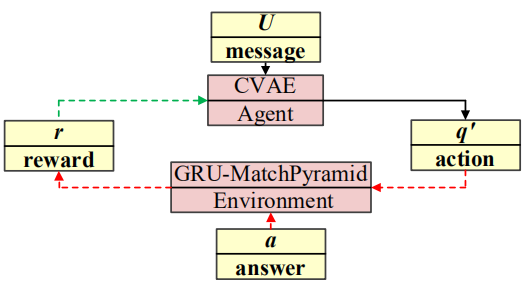 U
message
CVAE
Agent
r
reward
q'
action
GRU-MatchPyramid
Environment
a
answer